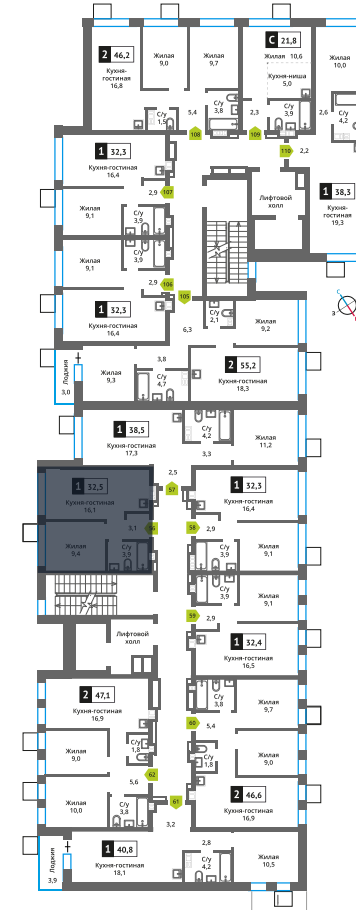 2 46,2
Кухня-
гостиная
16,8
Жилая
9,0
Жилая
9,7
С 21,8
Жилая 10,6
Кухня-ниша
5,0
Жилая
10,0
С/у
1,5
5,4
С/у
3,8
108
2,3
С/у
3,9
109
2,6
С/у
4,2
110
2,2
1 32,3
Кухня-гостиная
16,4
2,9
107
Жилая
9,1
С/у
3,9
Лифтовой
холл
1 38,3
Кухня-
гостиная
19,3
Жилая
9,1
С/у
3,9
2,9
106
105
1 32,3
Кухня-гостиная
16,4
6,3
С/у
2,1
Жилая
9,2
С
З
Лоджия
3,0
Жилая
9,3
3,8
С/у
4,7
2 55,2
Кухня-гостиная
18,3
1 38,5
Кухня-гостиная
17,3
С/у
4,2
3,3
Жилая
11,2
2,5
57
1 32,5
Кухня-гостиная
16,1
1 32,3
Кухня-гостиная
16,4
3,1
56
58
2,9
Жилая
9,4
С/у
3,9
С/у
3,9
Жилая
9,1
С/у
3,9
Жилая
9,1
59
2,9
Лифтовой
холл
1 32,4
Кухня-гостиная
16,5
2 47,1
Кухня-гостиная
16,9
С/у
3,8
Жилая
9,7
60
5,4
Жилая
9,0
С/у
1,8
С/у
1,8
Жилая
9,0
62
5,6
Жилая
10,0
С/у
3,8
61
2 46,6
Кухня-гостиная
16,9
3,2
Лоджия
3,9
1 40,8
Кухня-гостиная
18,1
2,8
С/у
4,2
Жилая
10,5